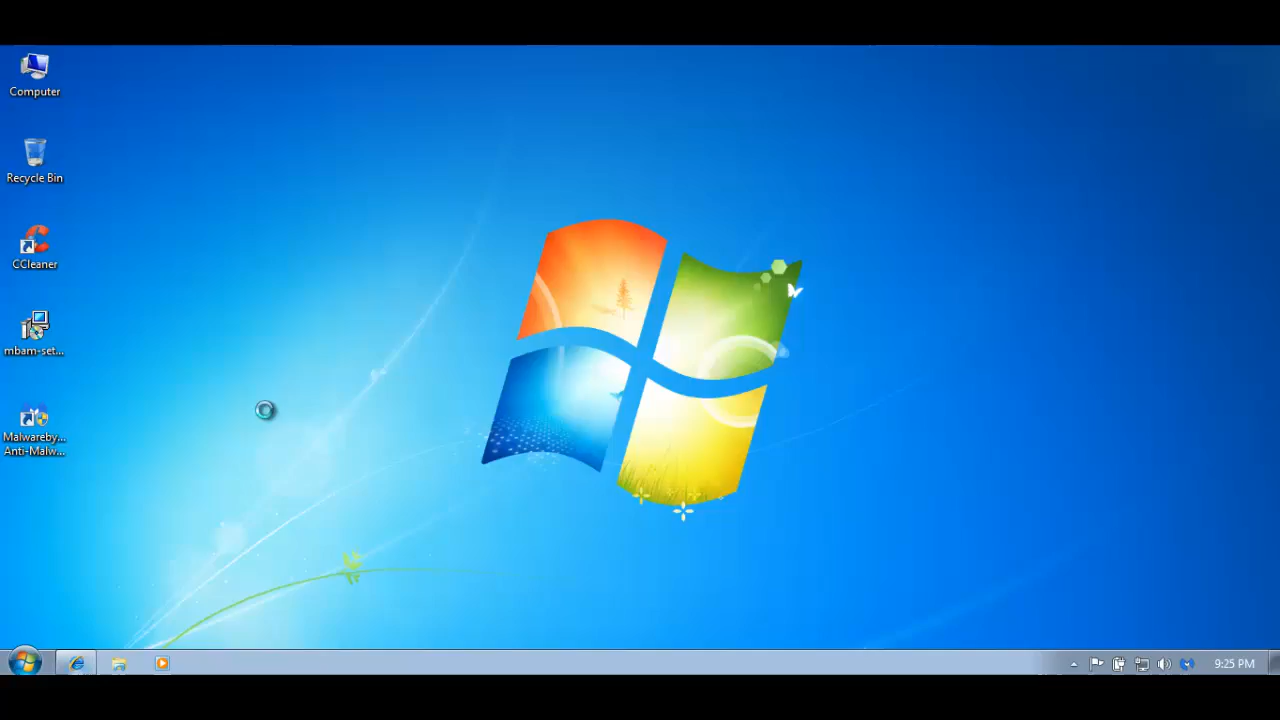 Computer
Recycle Bin
CCleaner
mbam-set...
Malwareby...
Anti-Malw...
9:25 PM